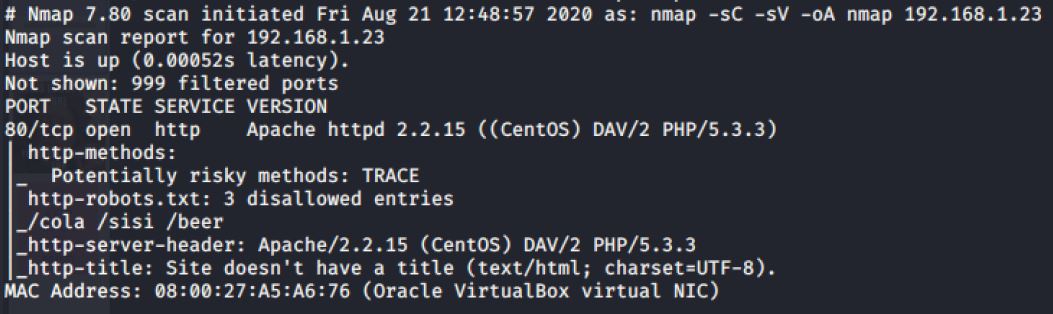 # Nmap 7.80 scan initiated Fri Aug 21 12:48:57 2020 as: nmap -sC -sV -oA nmap 192.168.1.23
Nmap scan report for 192.168.1.23
Host is up (0.00052s latency).
Not shown: 999 filtered ports
PORT   STATE SERVICE VERSION
80/tcp open  http    Apache httpd 2.2.15 ((CentOS) DAV/2 PHP/5.3.3)
| http-methods:
|_  Potentially risky methods: TRACE
| http-robots.txt: 3 disallowed entries
|_/cola /sisi /beer
|_http-server-header: Apache/2.2.15 (CentOS) DAV/2 PHP/5.3.3
|_http-title: Site doesn't have a title (text/html; charset=UTF-8).
MAC Address: 08:00:27:A5:A6:76 (Oracle VirtualBox virtual NIC)